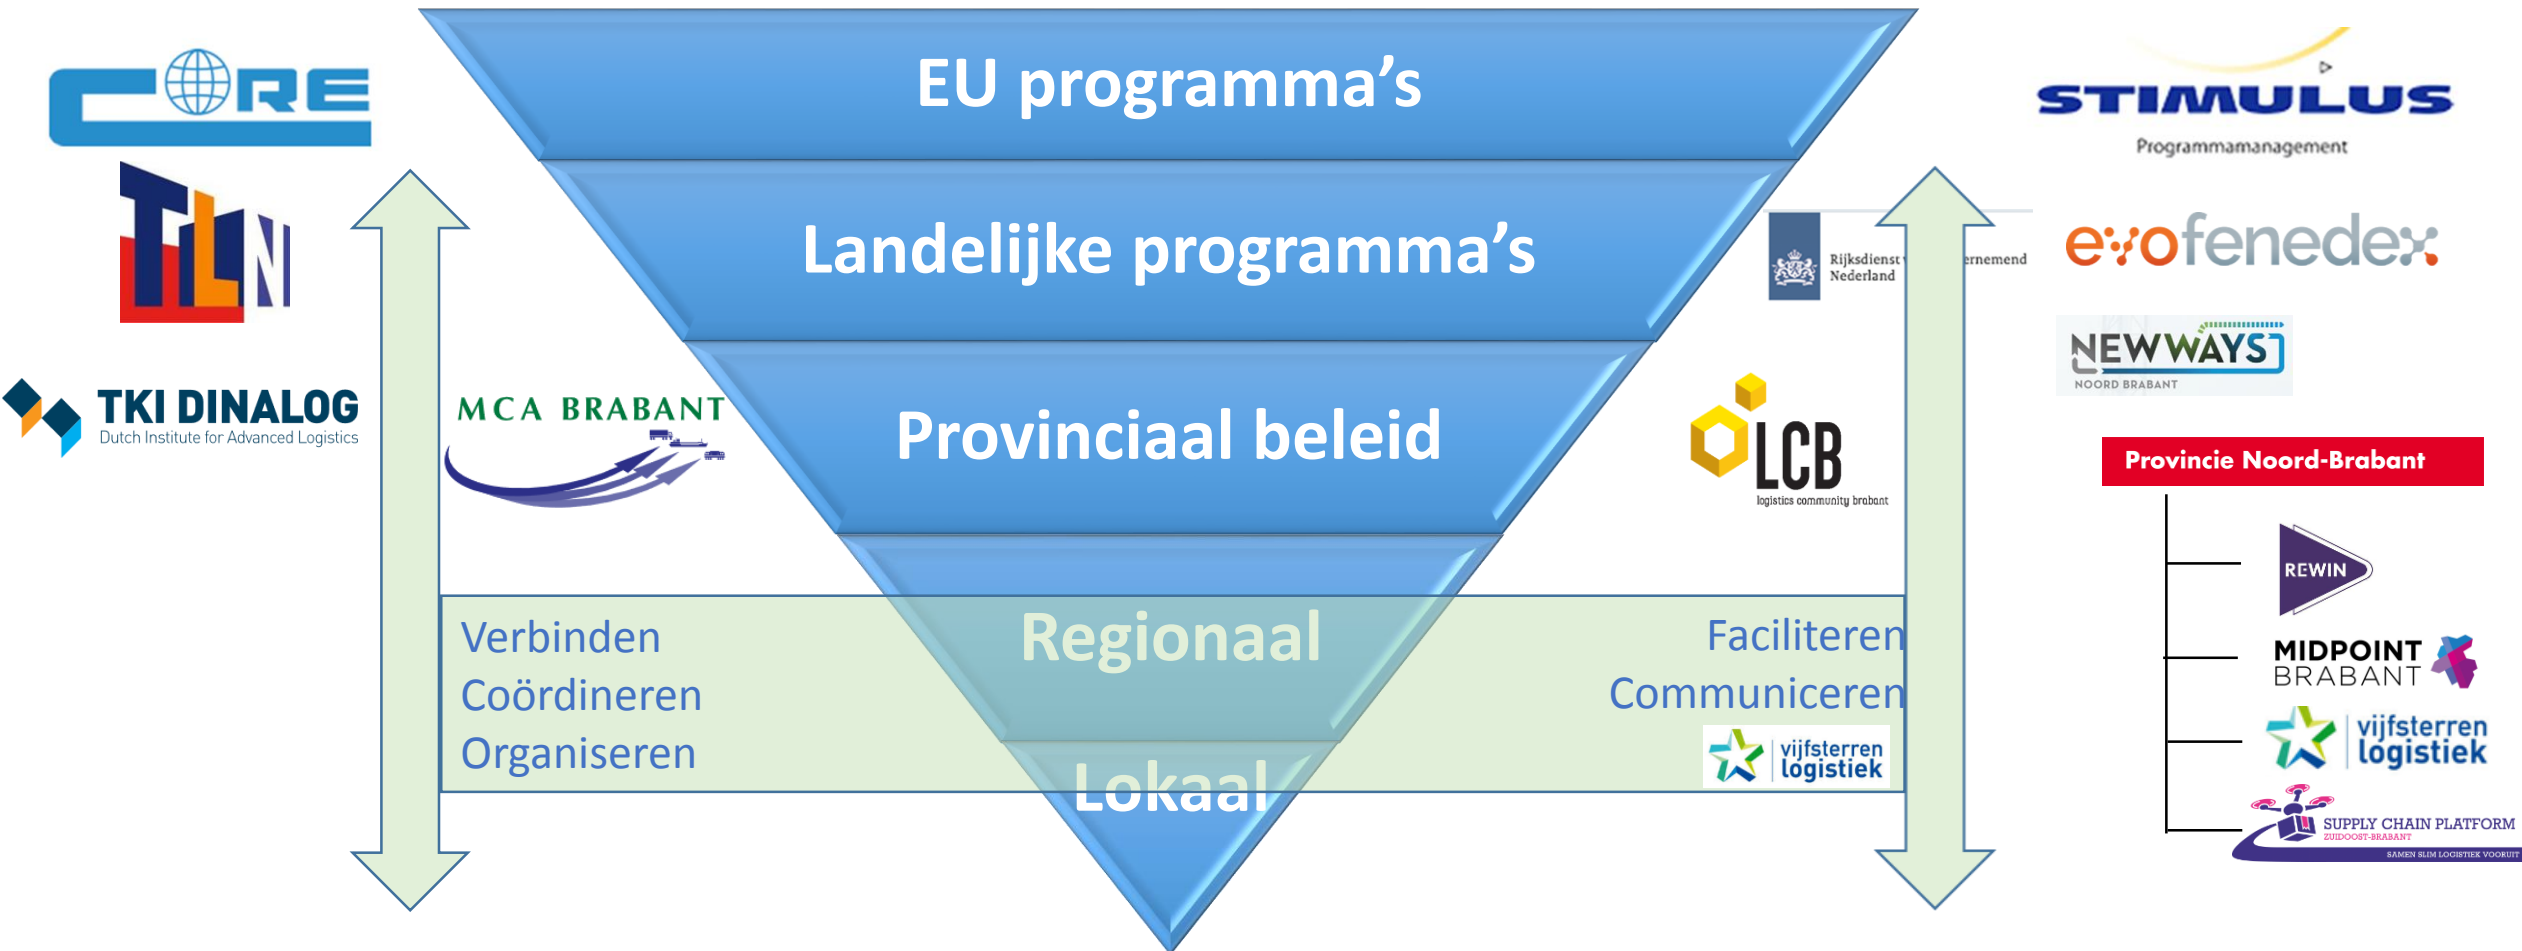 CORE
TLN
TKI DINALOG
Dutch Institute for Advanced Logistics
MCA BRABANT
EU programma's
Landelijke programma's
Provinciaal beleid
Regionaal
Lokaal
Verbinden
Coördineren
Organiseren
Faciliteren
Communiceren
vijfsterren
logistiek
LCB
logistics community brabant
Rijksdienst ernemend
Nederland
STIMULUS
Programmamanagement
evofenedex
NEWWAYS
NOORD BRABANT
Provincie Noord-Brabant
REWIN
MIDPOINT
BRABANT
vijfsterren
logistiek
SUPPLY CHAIN PLATFORM
ZUIDOOST-BRABANT
SAMEN SLIM LOGISTIEK VOORUIT